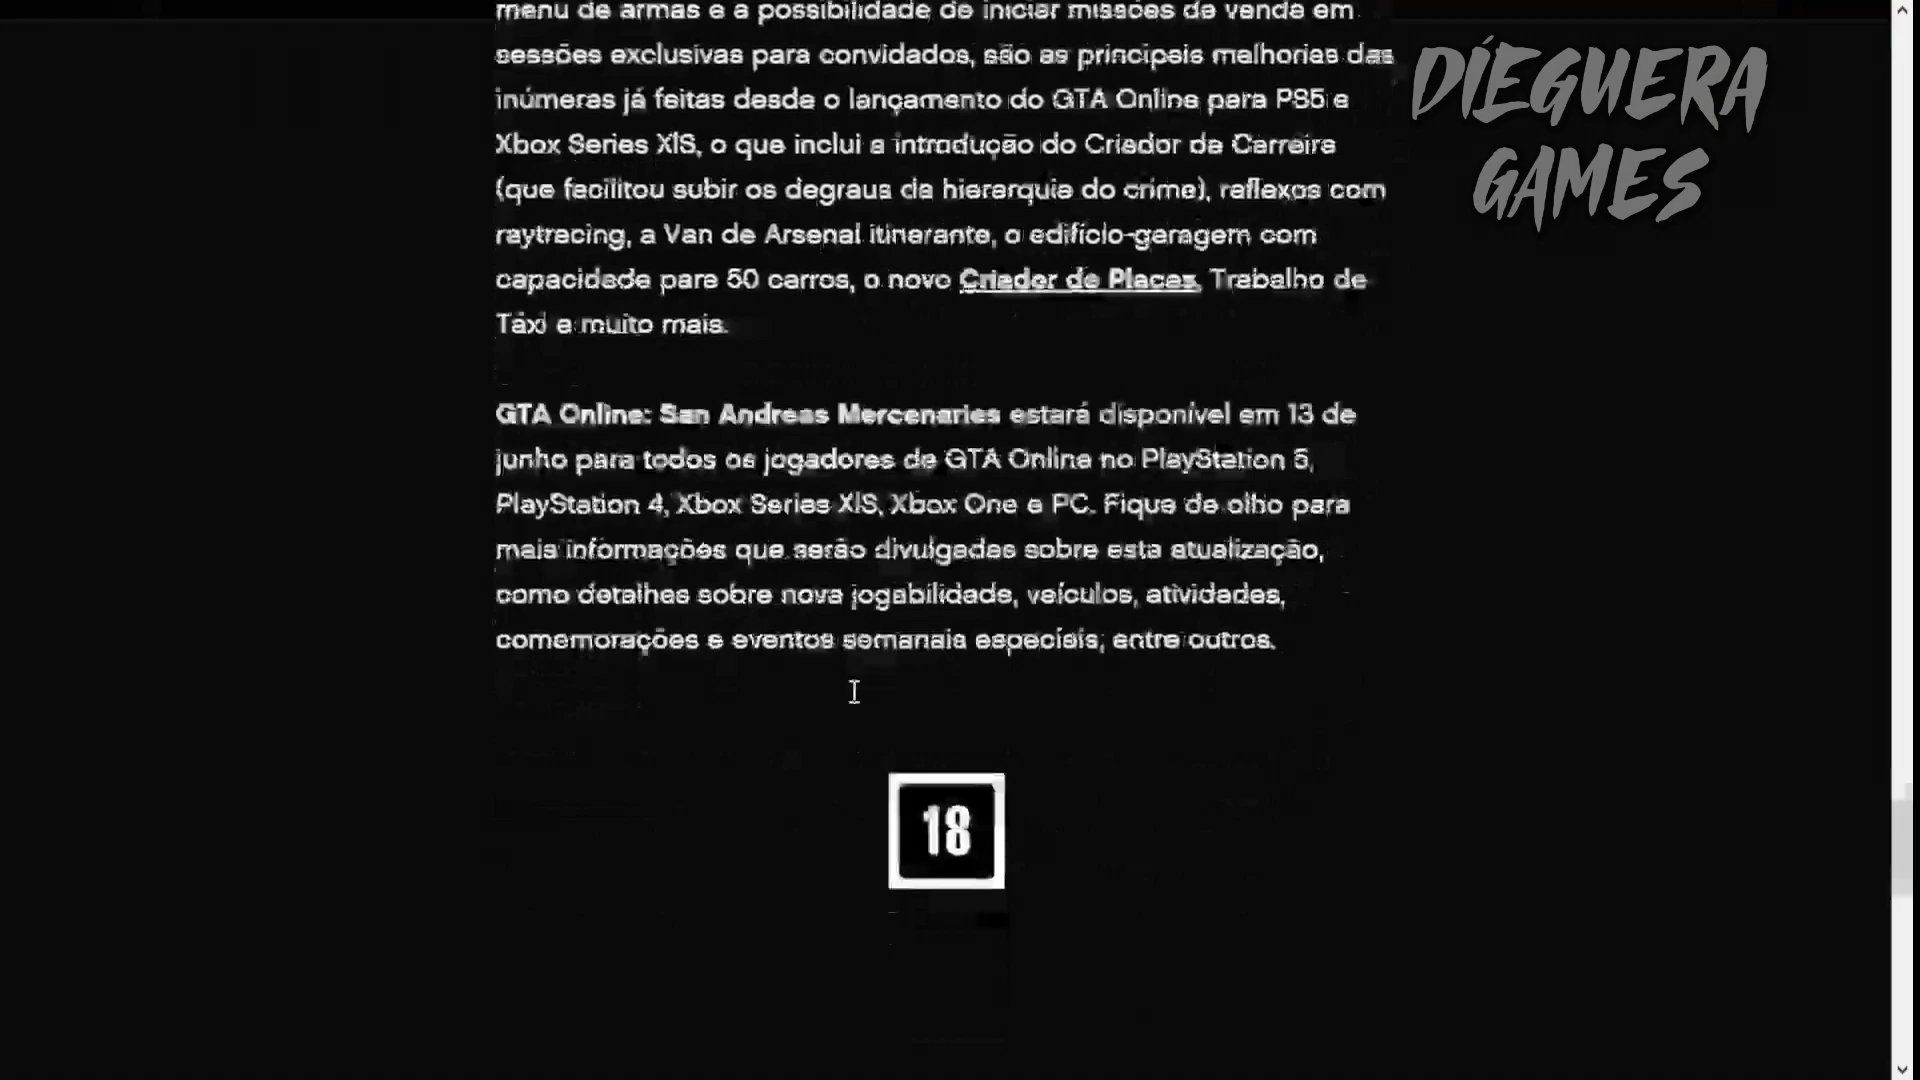 menu de armas e a possibilidade de iniciar missões de venda em
sessões exclusivas para convidados, são as principais melhorias das
inúmeras já feitas desde o lançamento do GTA Online para PS5 e
Xbox Series X|S, o que inclui a introdução do Criador de Carreira
(que facilitou subir os degraus da hierarquia do crime), reflexos com
raytracing, a Van de Arsenal itinerante, o edifício-garagem com
capacidade para 50 carros, o novo Criador de Placas, Trabalho de
Táxi e muito mais.
GTA Online: San Andreas Mercenaries estará disponível em 13 de
junho para todos os jogadores de GTA Online no PlayStation 5,
PlayStation 4, Xbox Series X|S, Xbox One e PC. Fique de olho para
mais informações que serão divulgadas sobre esta atualização,
como detalhes sobre nova jogabilidade, veículos, atividades,
comemorações e eventos semanais especiais, entre outros.
18
DÍEGUERA
GAMES